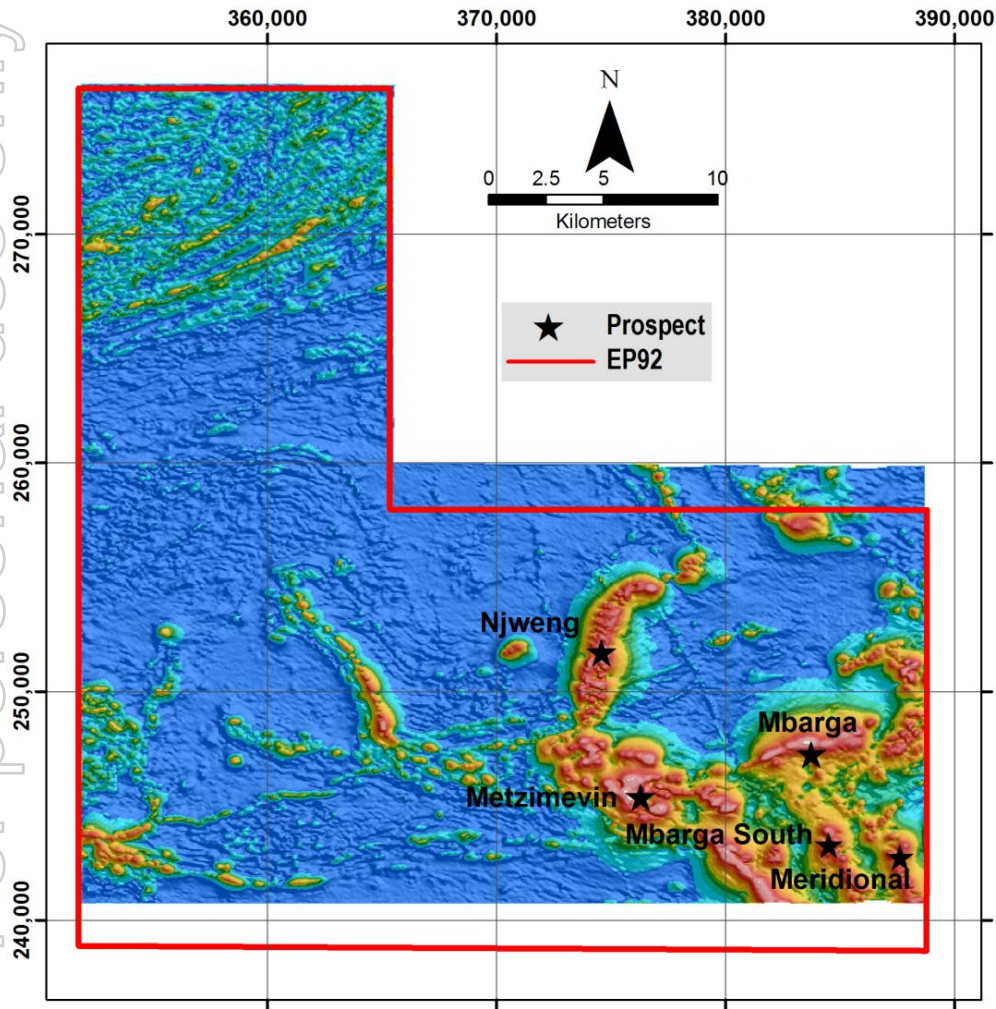 360,000 370,000 380,000 390,000
N
0 2.5 5 10
Kilometers
270,000
Prospect
EP92
260,000
Njweng
250,000
Mbarga
Metzimevin
Mbarga South
Meridional
240,000